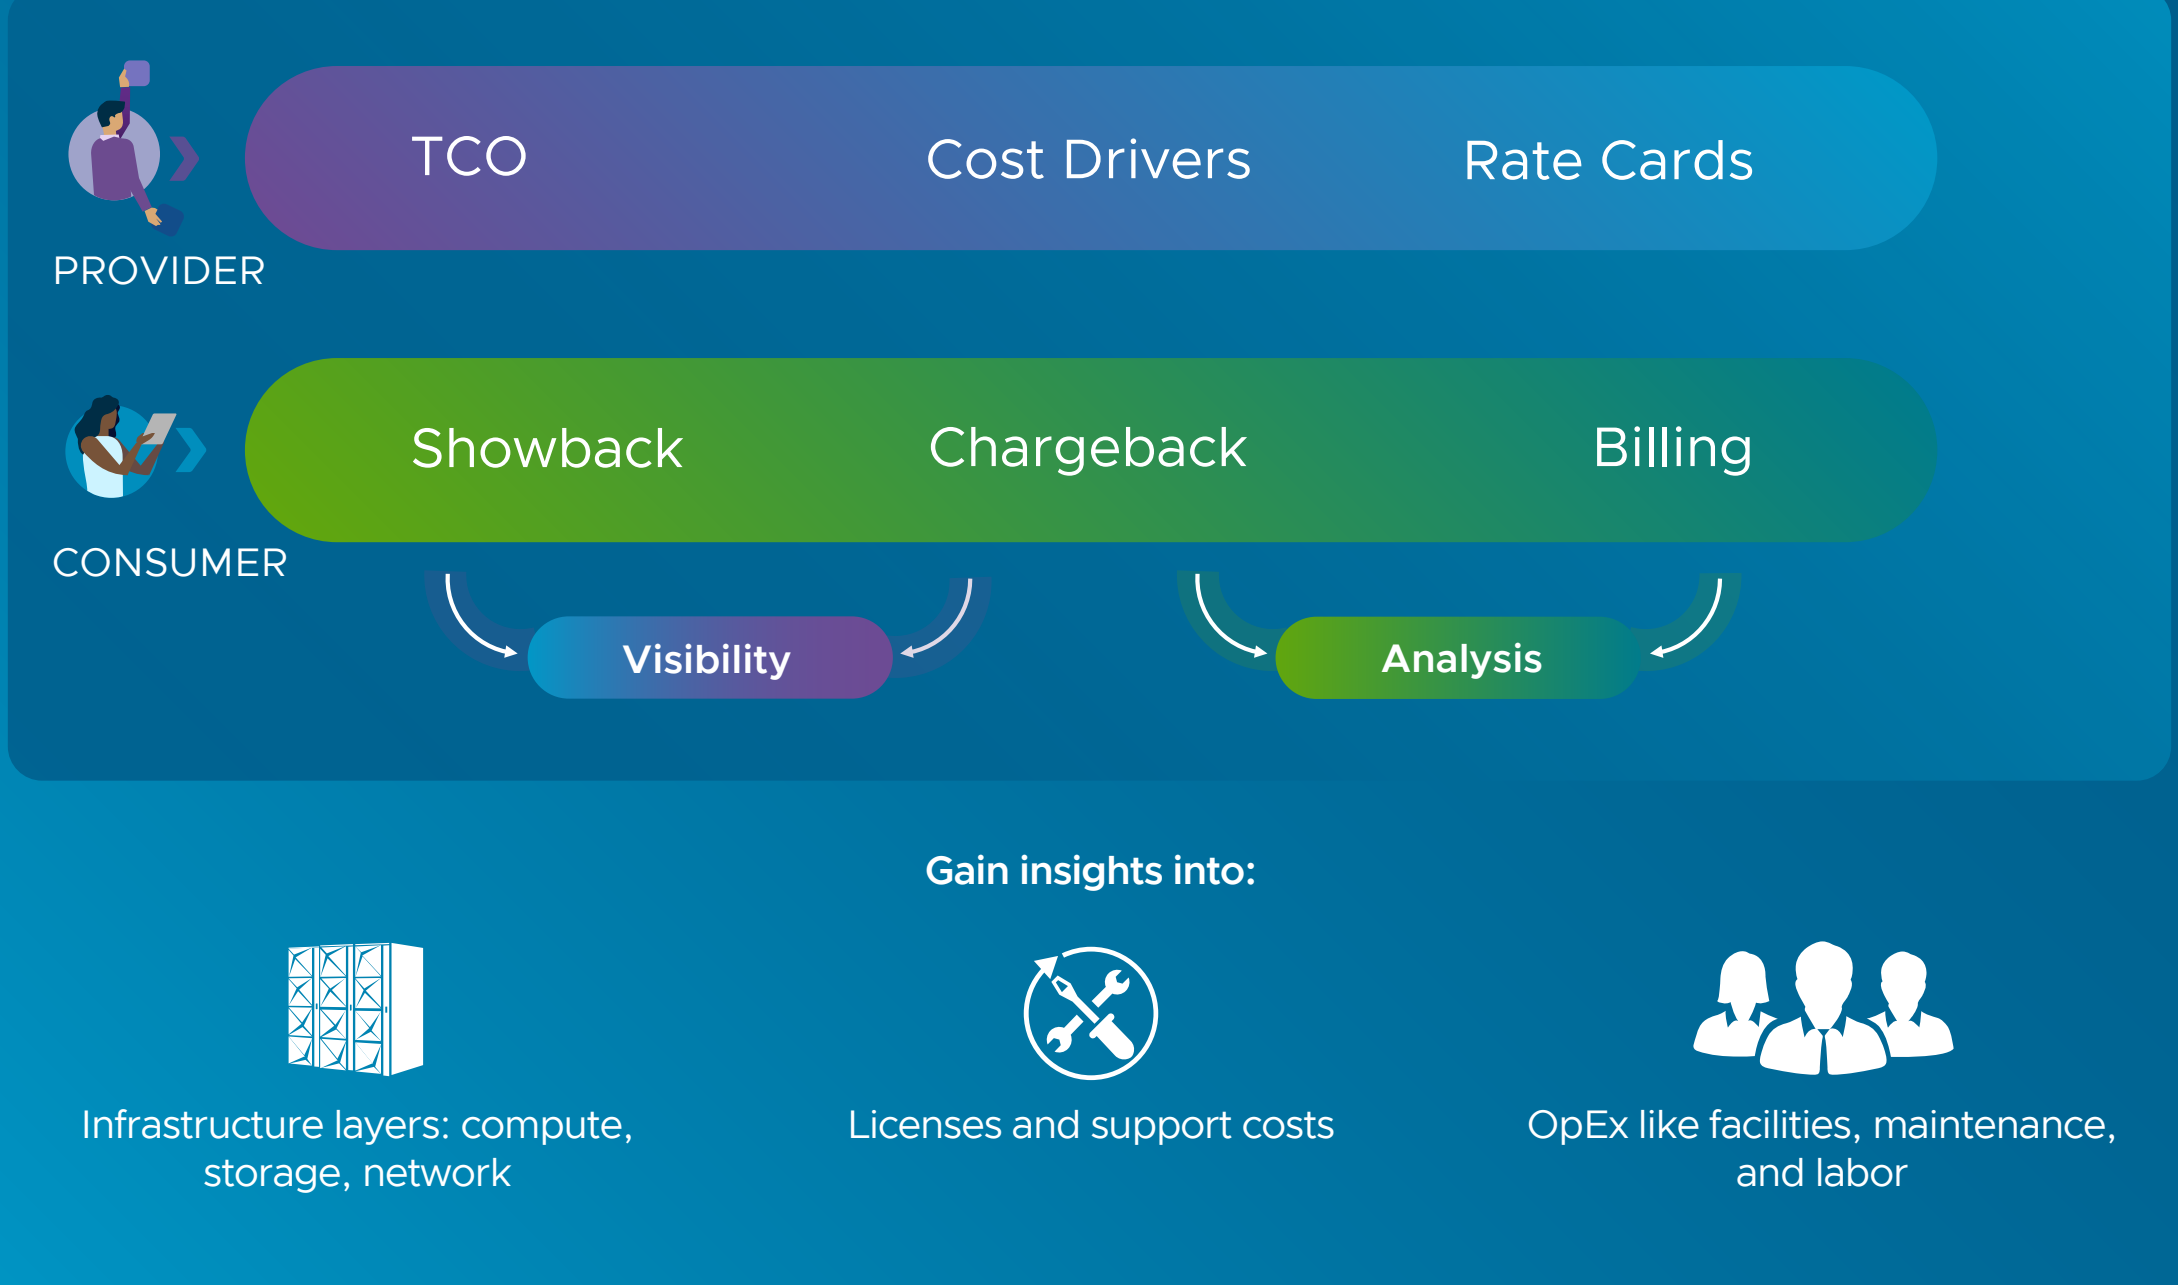 TCO
Cost Drivers
Rate Cards
PROVIDER
Showback
Chargeback
Billing
CONSUMER
Visibility
Analysis
Gain insights into:
Infrastructure layers: compute,
storage, network
Licenses and support costs
OpEx like facilities, maintenance,
and labor